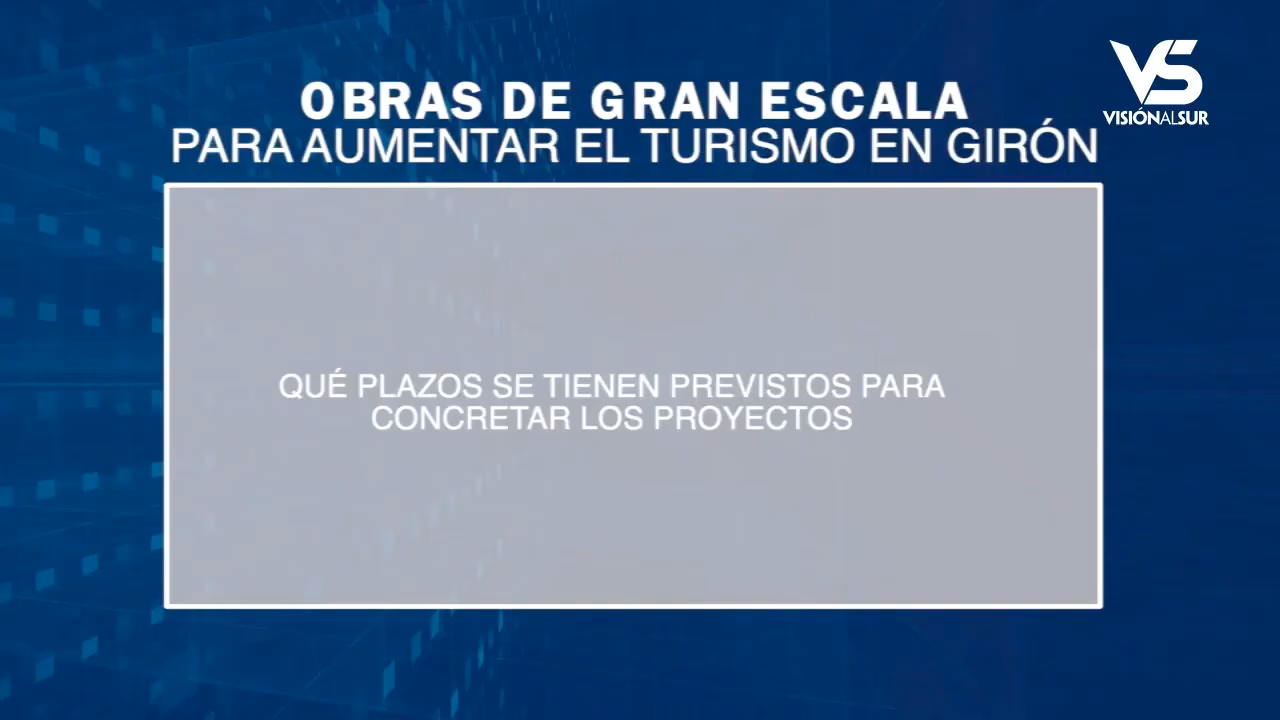 VS
VISIÓNALSUR
OBRAS DE GRAN ESCALA
PARA AUMENTAR EL TURISMO EN GIRÓN
QUÉ PLAZOS SE TIENEN PREVISTOS PARA
CONCRETAR LOS PROYECTOS